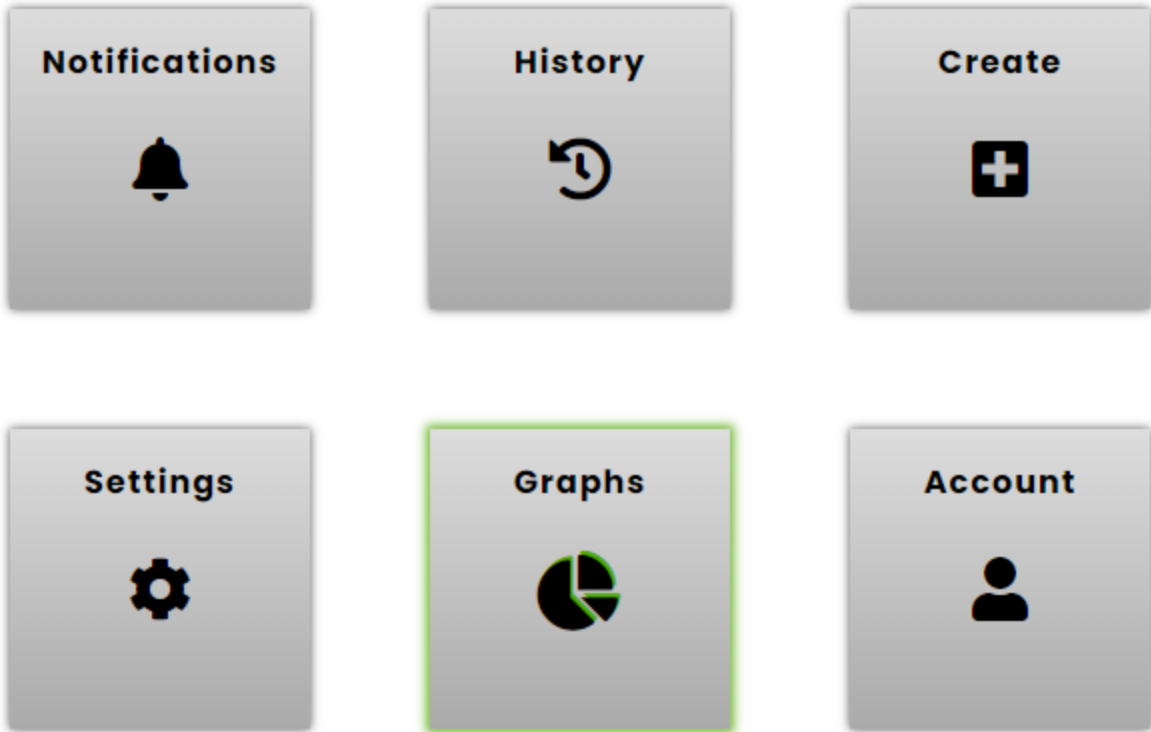 Notifications
History
Create
Settings
Graphs
Account